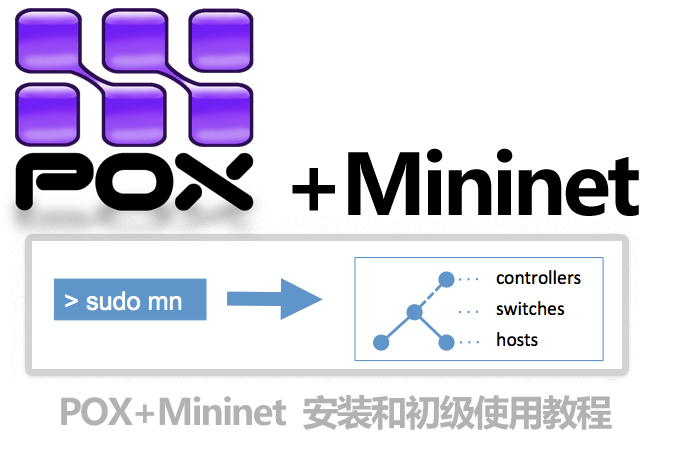 POX +Mininet
> sudo mn
controllers
switches
hosts
POX+Mininet 安装和初级使用教程